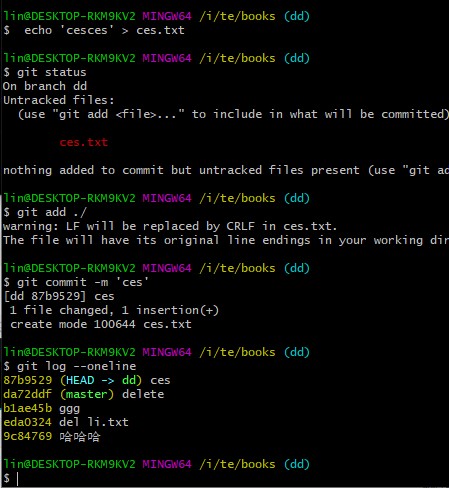 lin@DESKTOP-RKM9KV2 MINGW64 /i/te/books (dd)
$  echo 'cesces' > ces.txt
lin@DESKTOP-RKM9KV2 MINGW64 /i/te/books (dd)
$ git status
On branch dd
Untracked files:
  (use "git add <file>..." to include in what will be committed)
        ces.txt
nothing added to commit but untracked files present (use "git ad
lin@DESKTOP-RKM9KV2 MINGW64 /i/te/books (dd)
$ git add ./
warning: LF will be replaced by CRLF in ces.txt.
The file will have its original line endings in your working dir
lin@DESKTOP-RKM9KV2 MINGW64 /i/te/books (dd)
$ git commit -m 'ces'
[dd 87b9529] ces
 1 file changed, 1 insertion(+)
 create mode 100644 ces.txt
lin@DESKTOP-RKM9KV2 MINGW64 /i/te/books (dd)
$ git log --oneline
87b9529 (HEAD -> dd) ces
da72ddf (master) delete
b1ae45b ggg
eda0324 del li.txt
9c84769 哈哈哈
lin@DESKTOP-RKM9KV2 MINGW64 /i/te/books (dd)
$